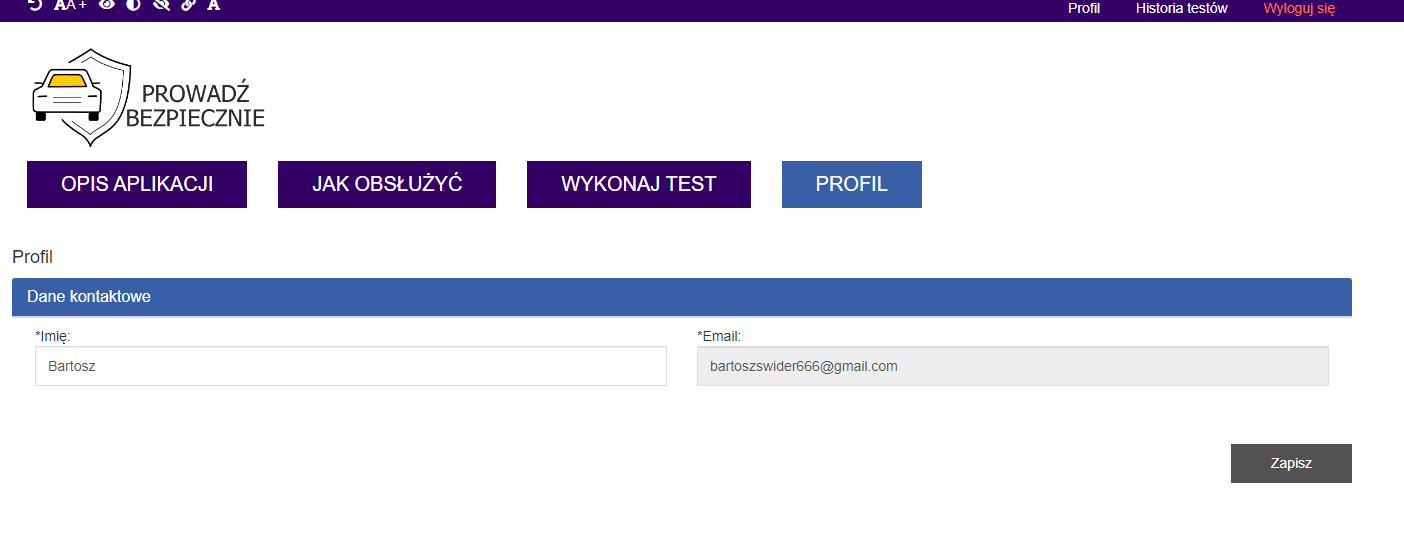 AA+ A Profil Historia testów Wyloguj się
PROWADŹ
BEZPIECZNIE
OPIS APLIKACJI JAK OBSŁUŻYĆ WYKONAJ TEST PROFIL
Profil
Dane kontaktowe
*Imię: *Email:
Bartosz bartoszswider666@gmail.com
Zapisz